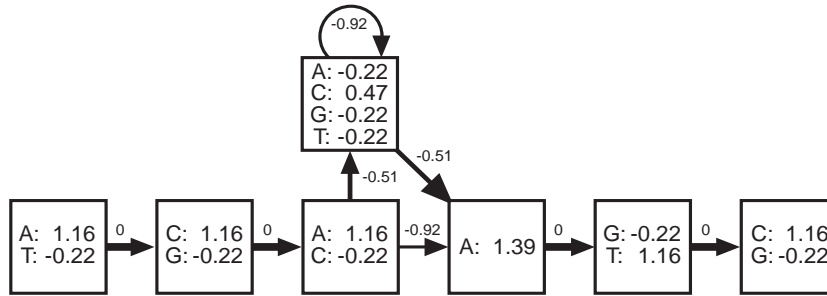 -0.92
A: -0.22
C: 0.47
G: -0.22
T: -0.22
-0.51
-0.51
A: 1.16
T: -0.22
0
C: 1.16
G: -0.22
0
A: 1.16
C: -0.22
-0.92
A: 1.39
0
G: -0.22
T: 1.16
0
C: 1.16
G: -0.22